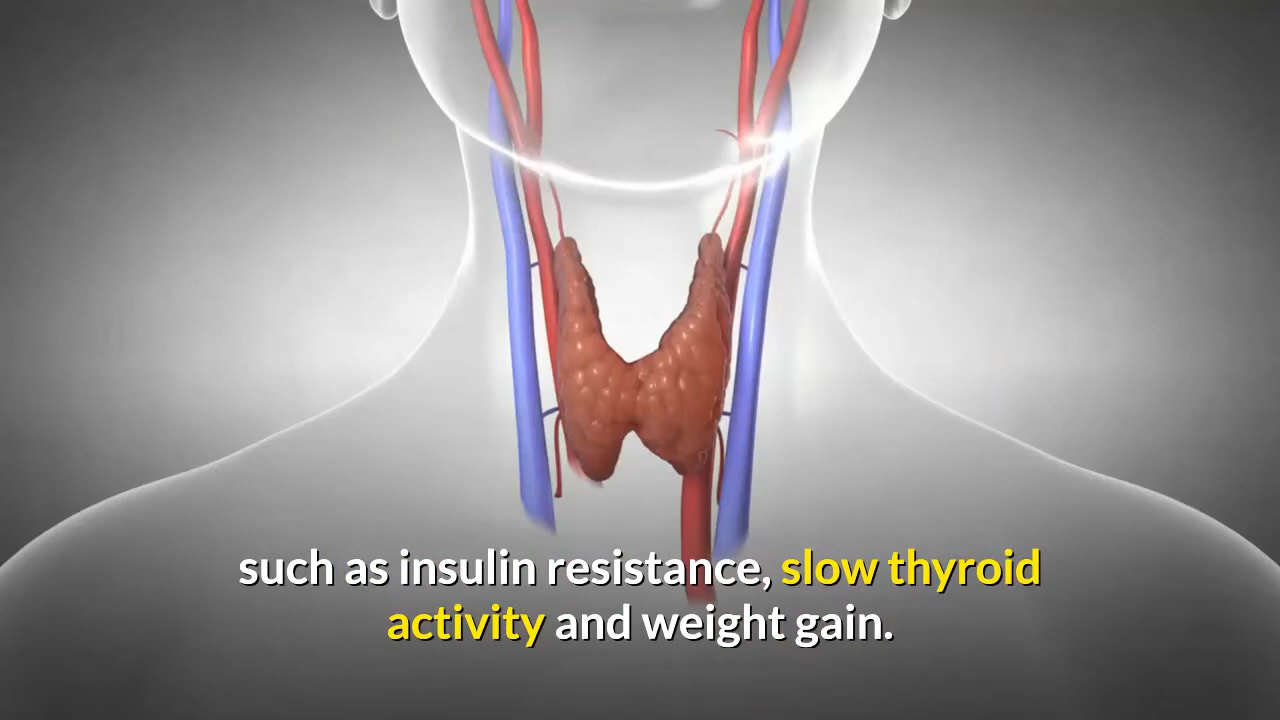 such as insulin resistance, slow thyroid
activity and weight gain.